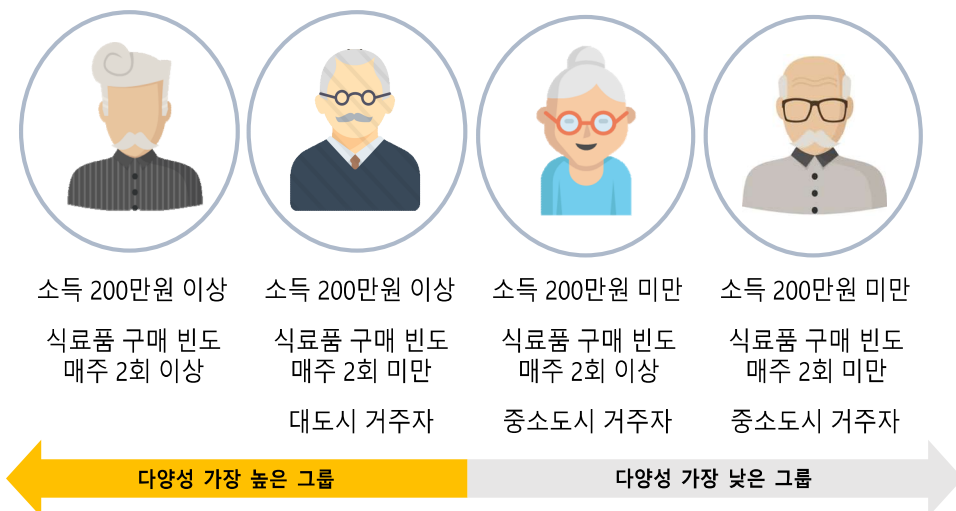 소득 200만원 이상
식료품 구매 빈도
매주 2회 이상
소득 200만원 이상
식료품 구매 빈도
매주 2회 미만
대도시 거주자
소득 200만원 미만
식료품 구매 빈도
매주 2회 이상
중소도시 거주자
소득 200만원 미만
식료품 구매 빈도
매주 2회 미만
중소도시 거주자
다양성 가장 높은 그룹
다양성 가장 낮은 그룹